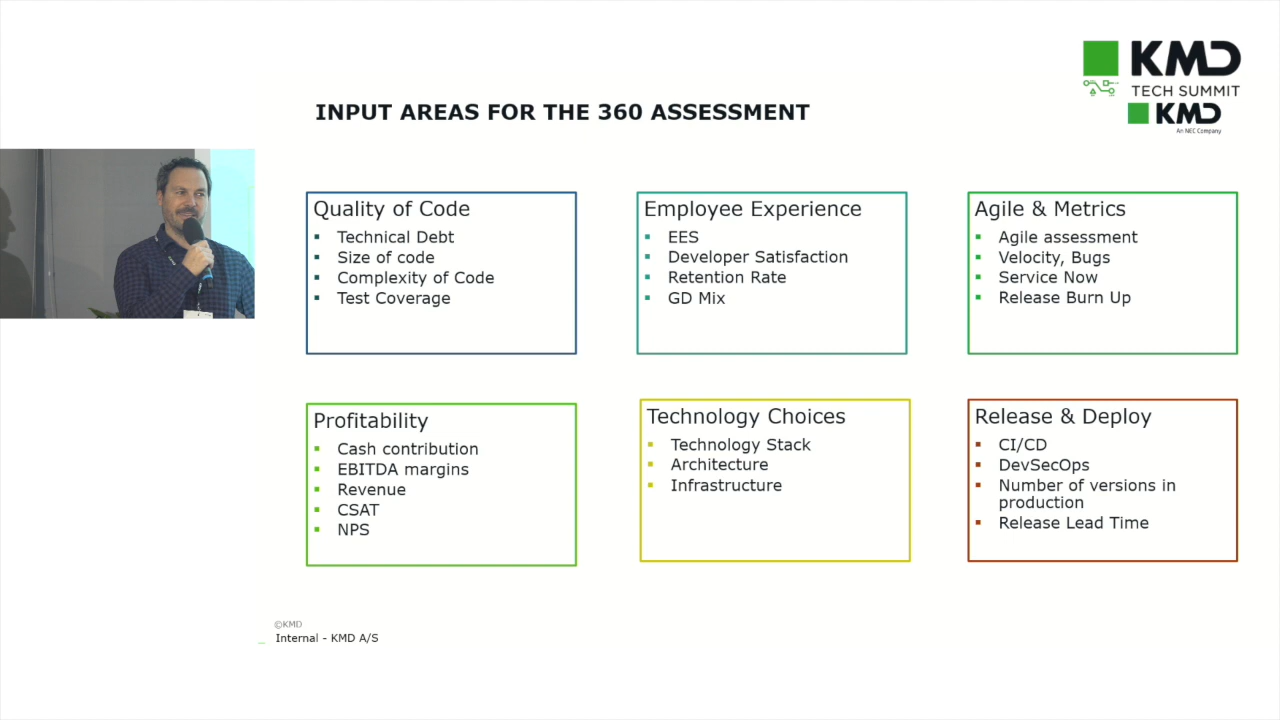 KMD
TECH SUMMIT
KMD
An NEC Company
INPUT AREAS FOR THE 360 ASSESSMENT
Quality of Code
Technical Debt
Size of code
Complexity of Code
Test Coverage
Employee Experience
EES
Developer Satisfaction
Retention Rate
GD Mix
Agile & Metrics
Agile assessment
Velocity, Bugs
Service Now
Release Burn Up
Profitability
Cash contribution
EBITDA margins
Revenue
CSAT
NPS
Technology Choices
Technology Stack
Architecture
Infrastructure
Release & Deploy
CI/CD
DevSecOps
Number of versions in
production
Release Lead Time
©KMD
Internal - KMD A/S